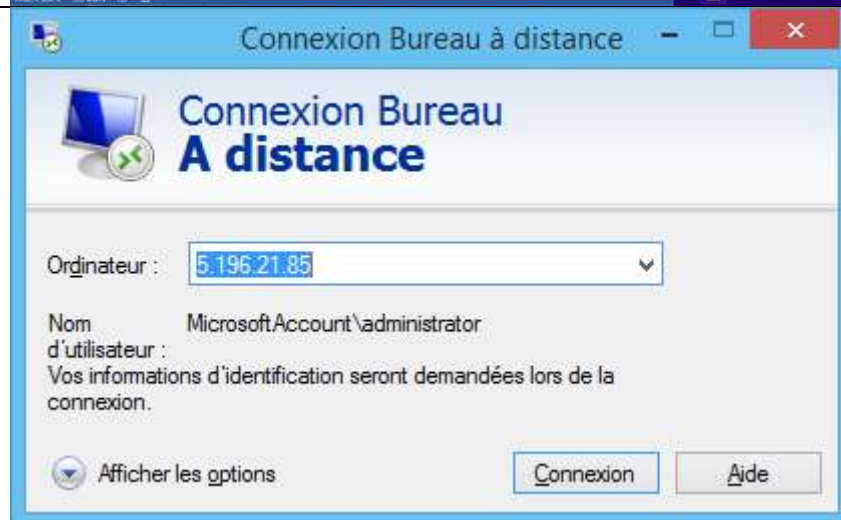 Connexion Bureau à distance
Connexion Bureau
A distance
Ordinateur :
5.196.21.85
Nom d'utilisateur :
MicrosoftAccount\administrator
Vos informations d'identification seront demandées lors de la
connexion.
Afficher les options
Connexion
Aide